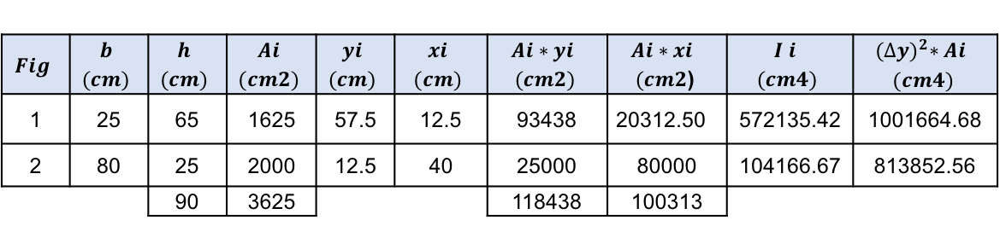 Fig b (cm) h (cm) Ai (cm2) yi (cm) xi (cm) Ai * yi (cm2) Ai * xi (cm2) I i (cm4) (Δy)²* Ai (cm4)
1 25 65 1625 57.5 12.5 93438 20312.50 572135.42 1001664.68
2 80 25 2000 12.5 40 25000 80000 104166.67 813852.56
90 3625 118438 100313